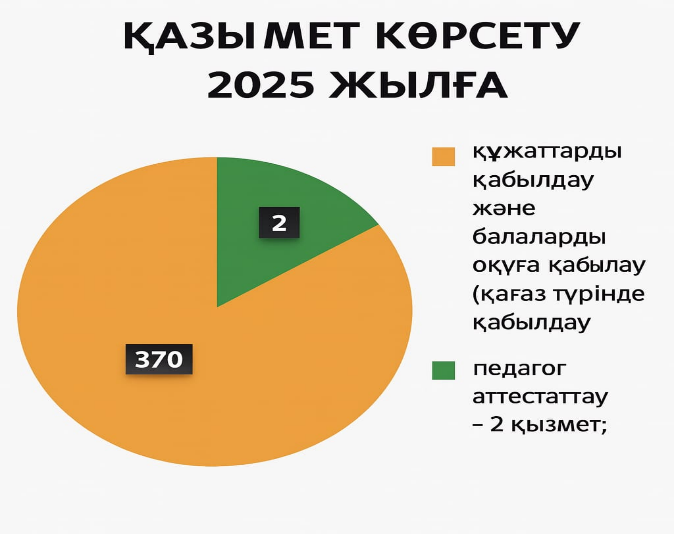 ҚАЗЫМЕТ КӨРСЕТУ
2025 ЖЫЛҒА
2
370
құжаттарды
қабылдау
және
балаларды
оқуға қабылау
(қағаз түрінде
қабылдау
педагог
аттестаттау
– 2 қызмет;